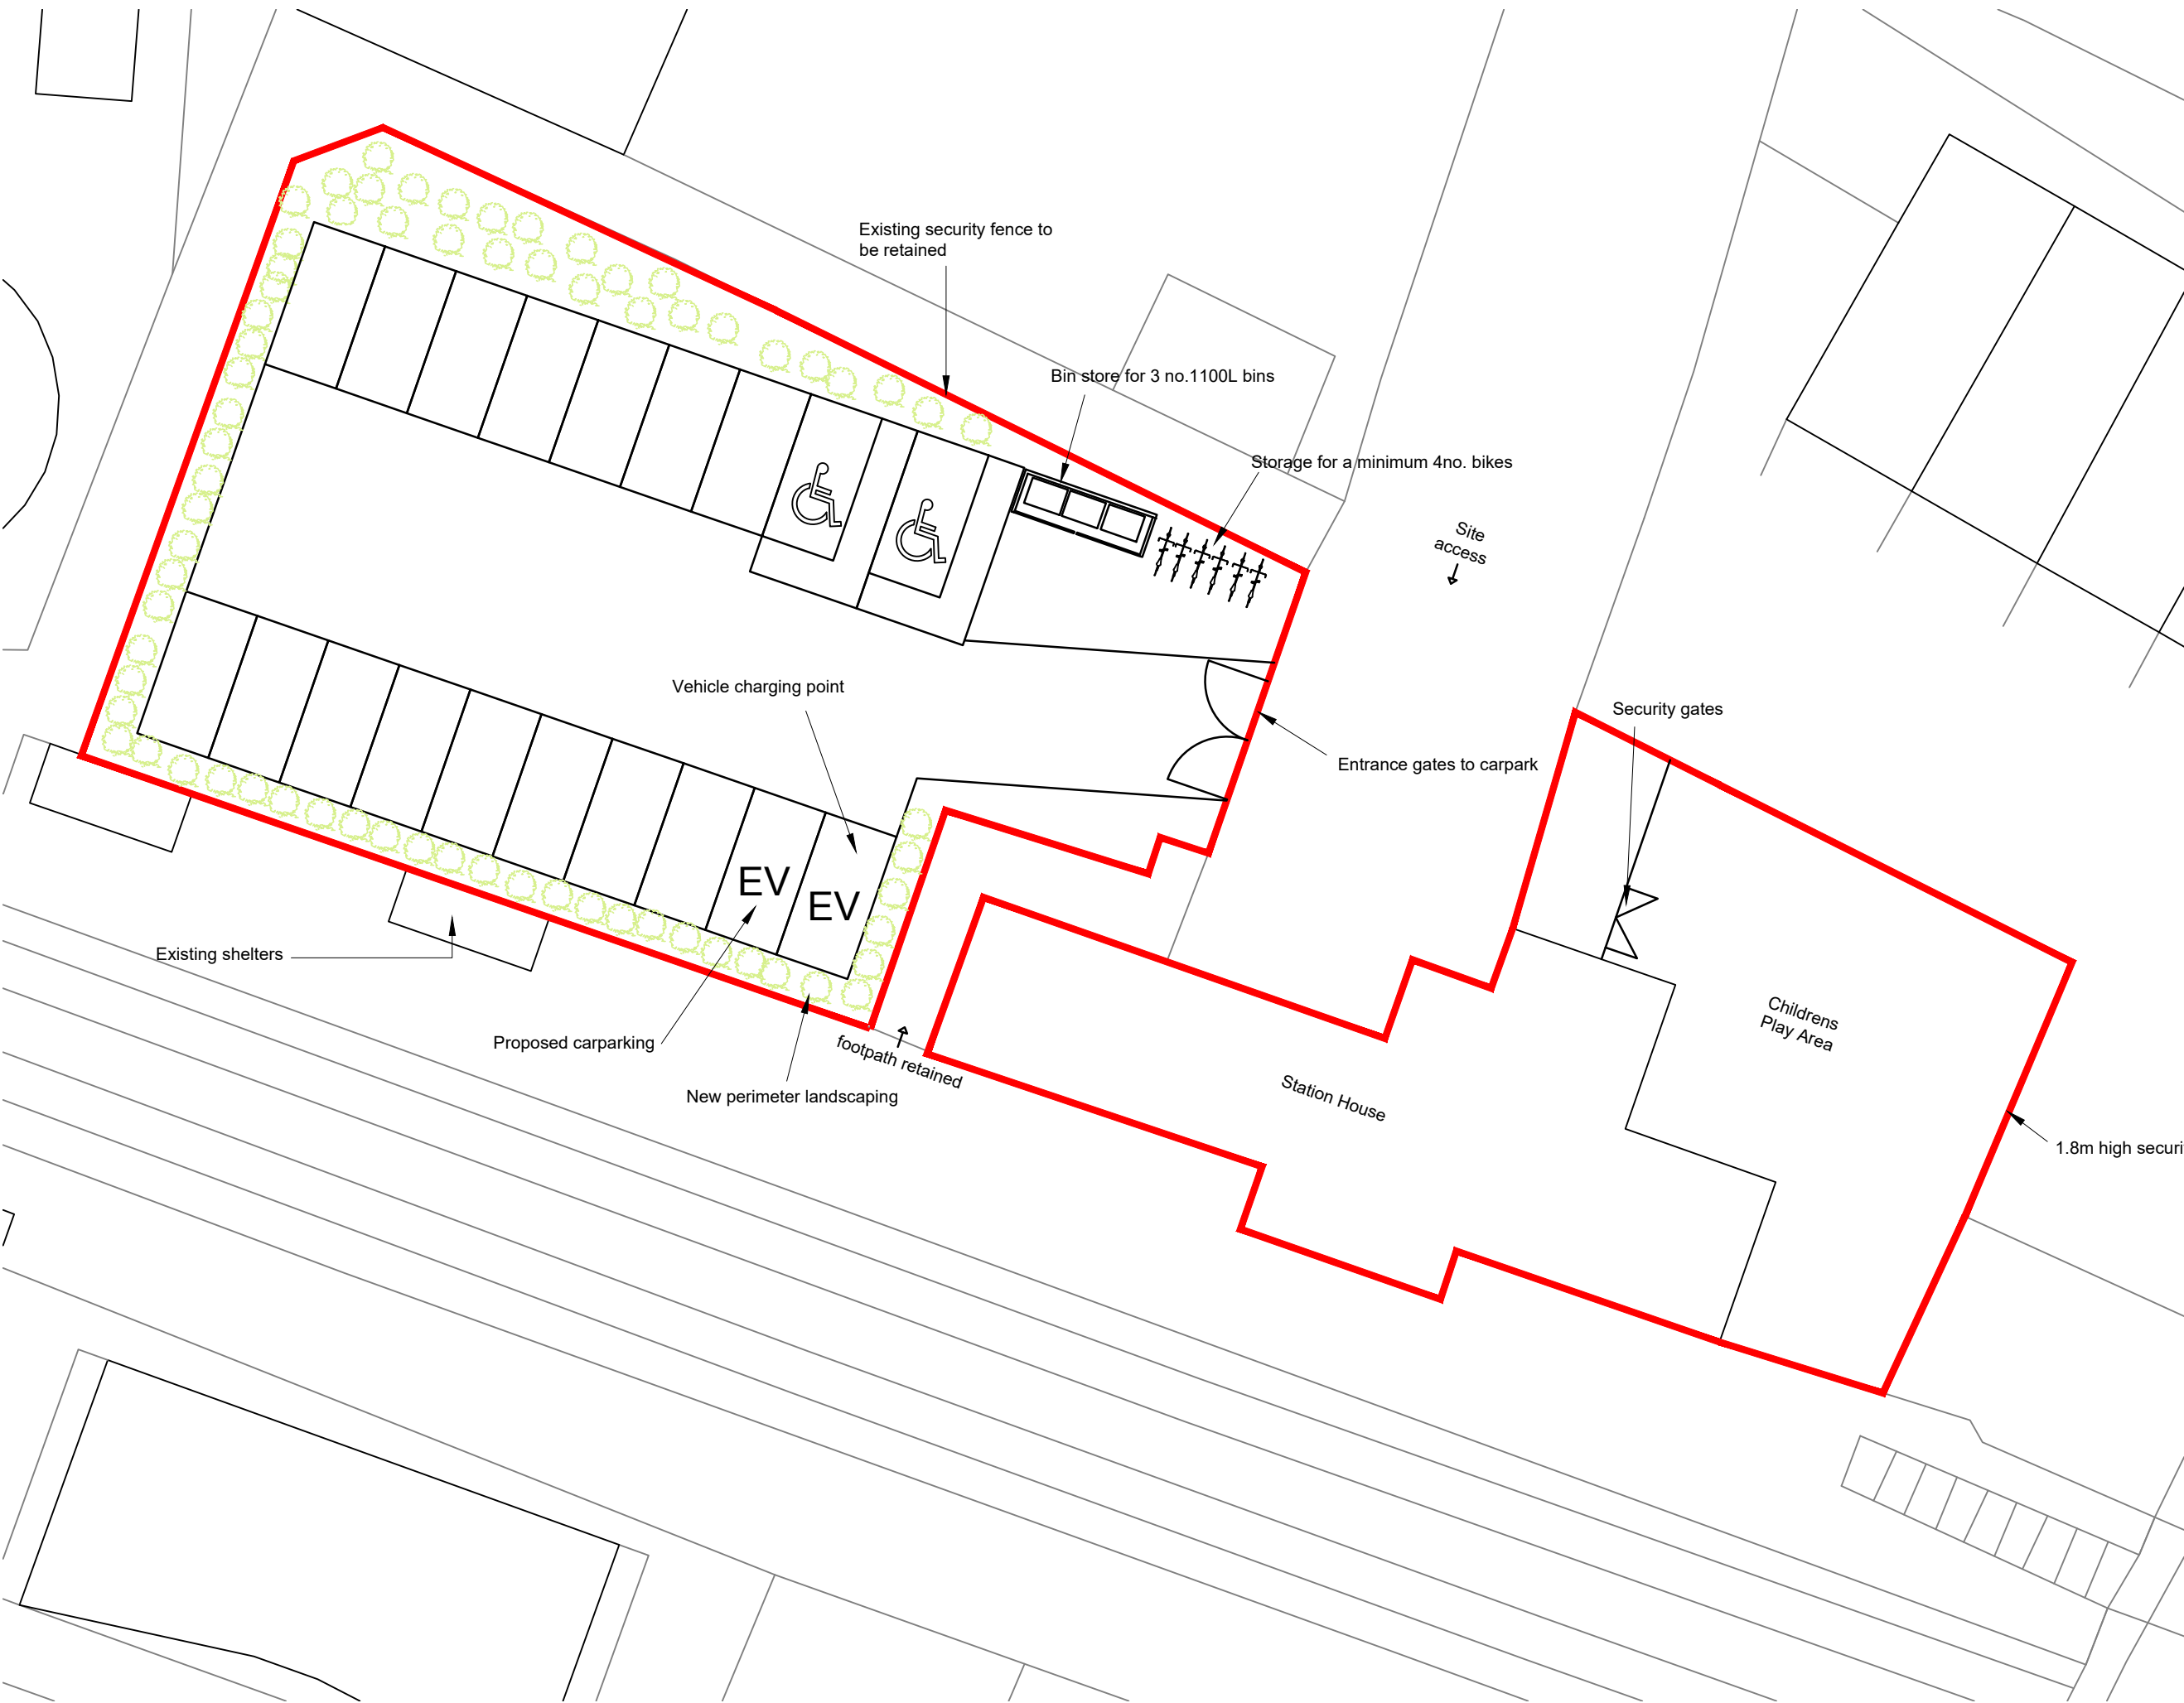 Existing security fence to
be retained
Bin store for 3 no.1100L bins
Storage for a minimum 4no. bikes
Site
access
Vehicle charging point
Security gates
Entrance gates to carpark
EV
EV
Existing shelters
Proposed carparking
footpath retained
New perimeter landscaping
Childrens
Play Area
Station House
1.8m high securi